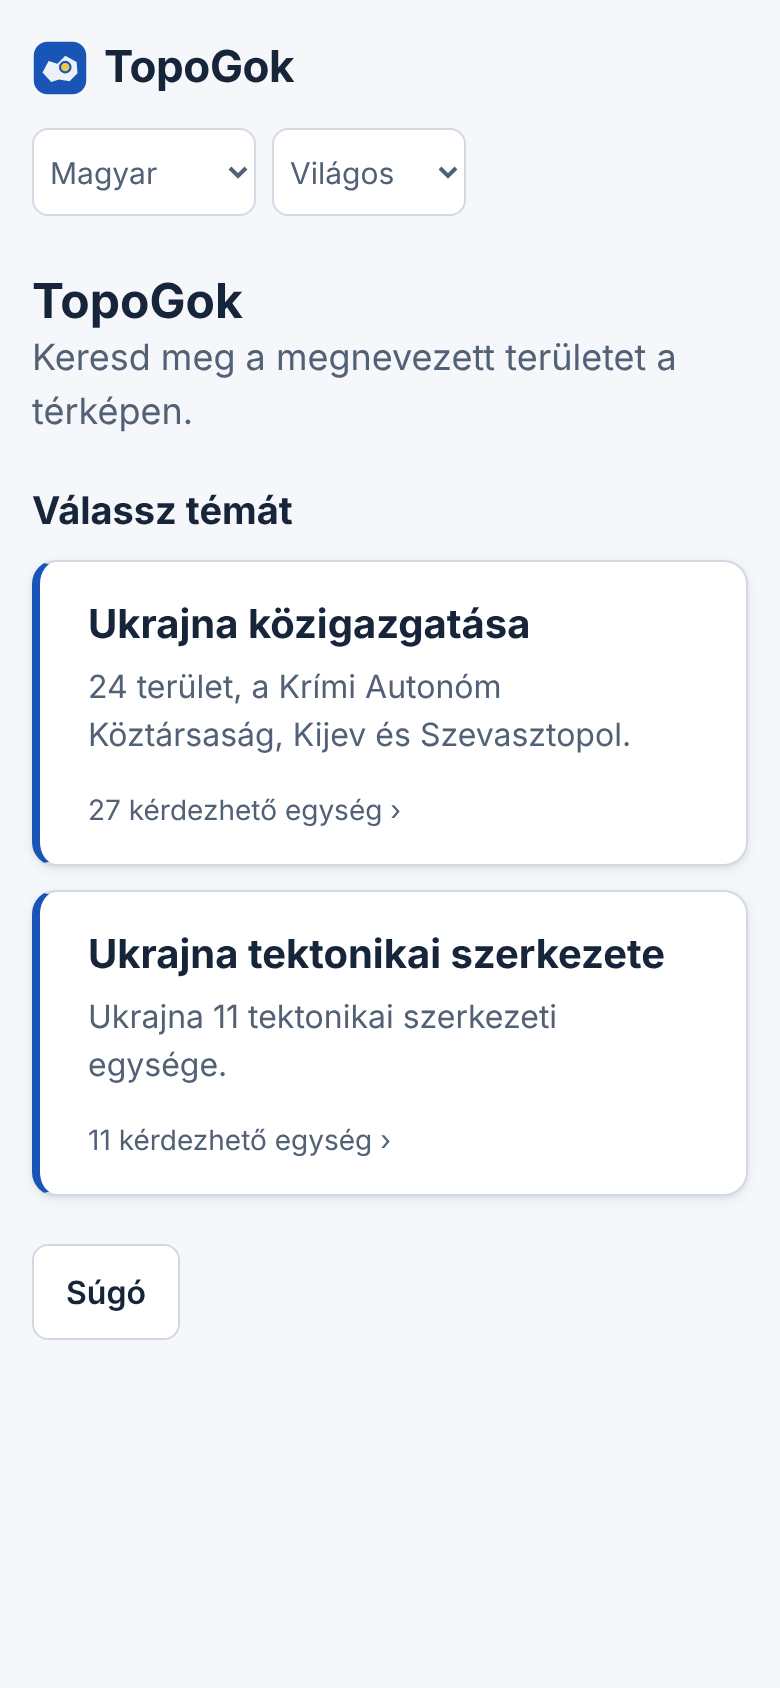 TopoGok
Magyar
Világos
TopoGok
Keresd meg a megnevezett területet a
térképen.
Válassz témát
Ukrajna közigazgatása
24 terület, a Krími Autonóm
Köztársaság, Kijev és Szevasztopol.
27 kérdezhető egység ›
Ukrajna tektonikai szerkezete
Ukrajna 11 tektonikai szerkezeti
egysége.
11 kérdezhető egység ›
Súgó